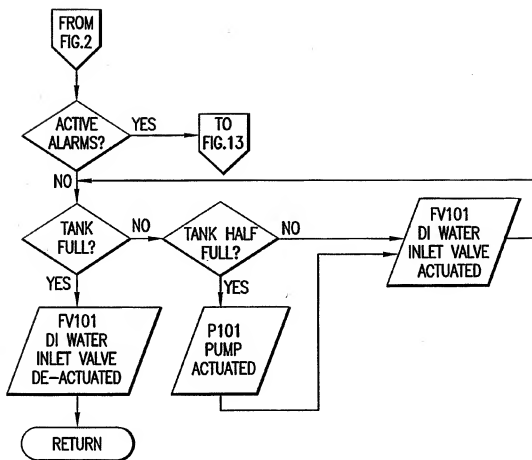 FROM
FIG.2
ACTIVE
ALARMS?
YES
TO
FIG.13
NO
TANK
FULL?
NO
TANK HALF
FULL?
NO
FV101
DI WATER
INLET VALVE
ACTUATED
YES
YES
FV101
DI WATER
INLET VALVE
DE-ACTUATED
P101
PUMP
ACTUATED
RETURN